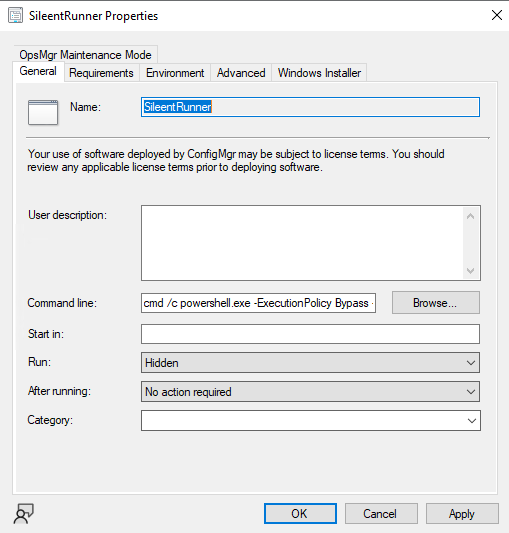 SileentRunner Properties
OpsMgr Maintenance Mode
General Requirements Environment Advanced Windows Installer
Name: SileentRunner
Your use of software deployed by ConfigMgr may be subject to license terms. You should
review any applicable license terms prior to deploying software.
User description:
Command line: cmd /c powershell.exe -ExecutionPolicy Bypass - Browse...
Start in:
Run: Hidden
After running: No action required
Category:
OK Cancel Apply